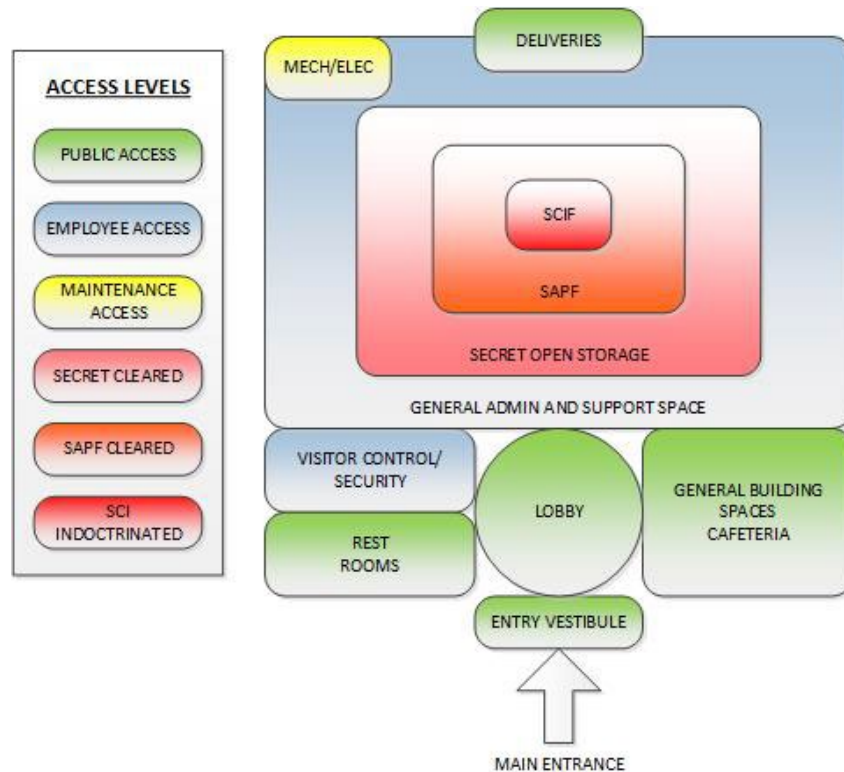 ACCESS LEVELS
PUBLIC ACCESS
EMPLOYEE ACCESS
MAINTENANCE
ACCESS
SECRET CLEARED
SAPF CLEARED
SCI
INDOCTRINATED
DELIVERIES
MECH/ELEC
SCIF
SAPF
SECRET OPEN STORAGE
GENERAL ADMIN AND SUPPORT SPACE
VISITOR CONTROL/
SECURITY
LOBBY
GENERAL BUILDING
SPACES
CAFETERIA
REST
ROOMS
ENTRY VESTIBULE
MAIN ENTRANCE